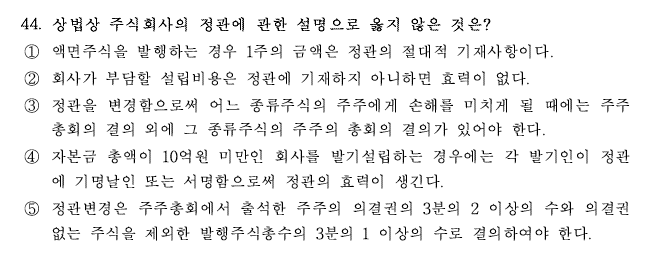 44. 상법상 주식회사의 정관에 관한 설명으로 옳지 않은 것은?
① 액면주식을 발행하는 경우 1주의 금액은 정관의 절대적 기재사항이다.
② 회사가 부담할 설립비용은 정관에 기재하지 아니하면 효력이 없다.
③ 정관을 변경함으로써 어느 종류주식의 주주에게 손해를 미치게 될 때에는 주주
총회의 결의 외에 그 종류주식의 주주의 총회의 결의가 있어야 한다.
④ 자본금 총액이 10억원 미만인 회사를 발기설립하는 경우에는 각 발기인이 정관
에 기명날인 또는 서명함으로써 정관의 효력이 생긴다.
⑤ 정관변경은 주주총회에서 출석한 주주의 의결권의 3분의 2 이상의 수와 의결권
없는 주식을 제외한 발행주식총수의 3분의 1 이상의 수로 결의하여야 한다.